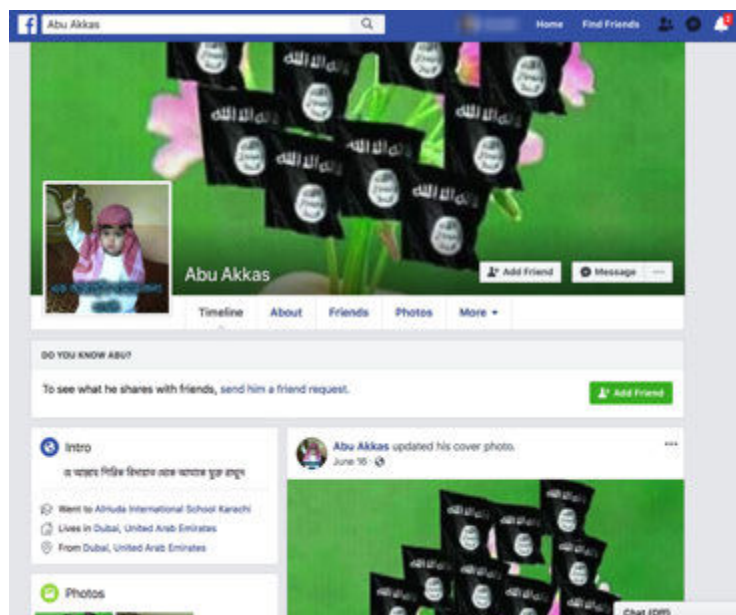 Abu Akkas
Home
Find Friends
2
Abu Akkas
Add Friend
Message
Timeline
About
Friends
Photos
More
DO YOU KNOW ABU?
To see what he shares with friends, send him a friend request.
Add Friend
Intro
Went to Alhuda International School Karachi
Lives in Dubai, United Arab Emirates
From Dubai, United Arab Emirates
Photos
Abu Akkas updated his cover photo.
June 16
Chat (Off)